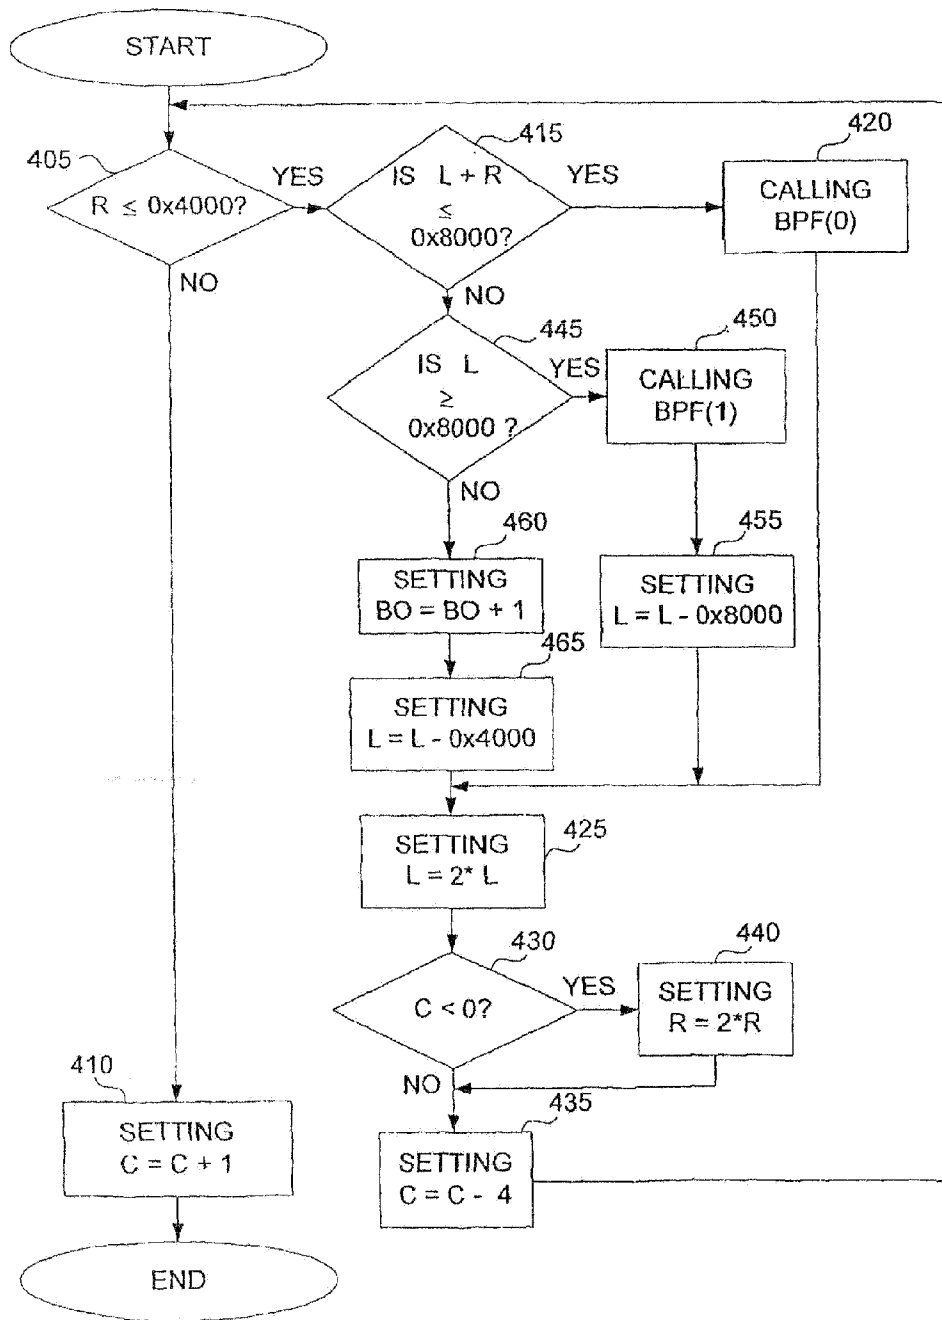 START
405
R ≤ 0x4000?
YES
NO
415
IS L + R
≤
0x8000?
YES
NO
420
CALLING
BPF(0)
445
IS L
≥
0x8000 ?
YES
NO
450
CALLING
BPF(1)
455
SETTING
L = L - 0x8000
460
SETTING
BO = BO + 1
465
SETTING
L = L - 0x4000
425
SETTING
L = 2* L
430
C < 0?
YES
NO
440
SETTING
R = 2*R
435
SETTING
C = C - 4
410
SETTING
C = C + 1
END